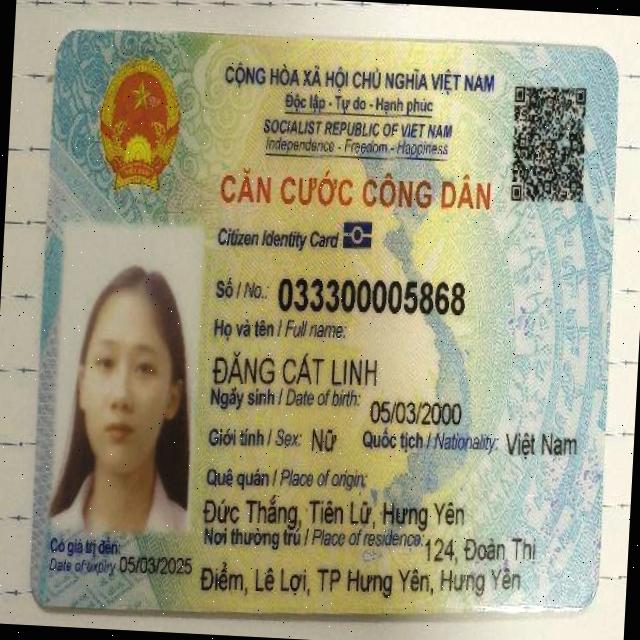 CỘNG HÒA XÃ HỘI CHỦ NGHĨA VIỆT NAM
Độc lập - Tự do - Hạnh phúc
SOCIALIST REPUBLIC OF VIET NAM
Independence - Freedom - Happiness
CĂN CƯỚC CÔNG DÂN
Citizen Identity Card
Số / No.: 033300005868
Họ và tên / Full name:
ĐẶNG CÁT LINH
Ngày sinh / Date of birth: 05/03/2000
Giới tính / Sex: Nữ Quốc tịch / Nationality: Việt Nam
Quê quán / Place of origin:
Đức Thắng, Tiên Lữ, Hưng Yên
Nơi thường trú / Place of residence: 124, Đoàn Thị
Điểm, Lê Lợi, TP Hưng Yên, Hưng Yên
Có giá trị đến:
Date of expiry 05/03/2025